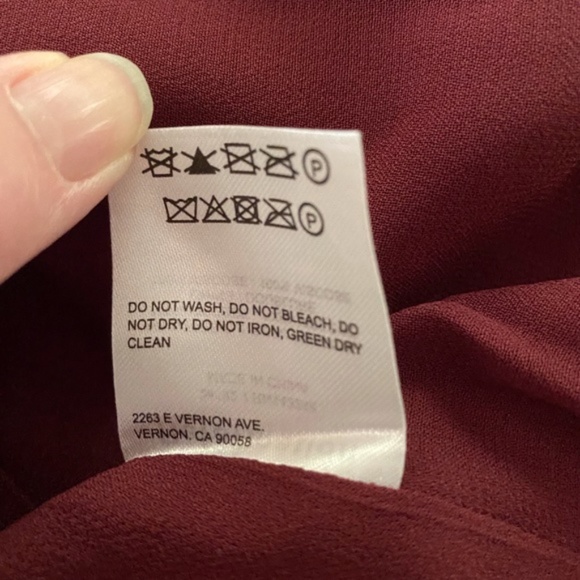 P
P
DO NOT WASH, DO NOT BLEACH, DO
NOT DRY, DO NOT IRON, GREEN DRY
CLEAN
2263 E VERNON AVE.
VERNON. CA 90058